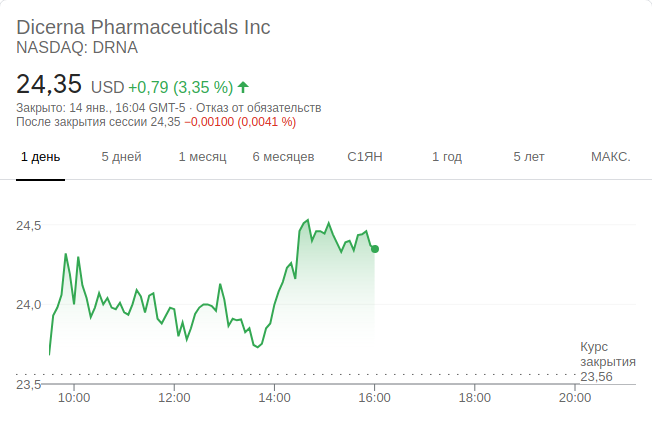 Dicerna Pharmaceuticals Inc
NASDAQ: DRNA
24,35 USD +0,79 (3,35 %)
Закрыто: 14 янв., 16:04 GMT-5 · Отказ от обязательств
После закрытия сессии 24,35 −0,00100 (0,0041 %)
1 день 5 дней 1 месяц 6 месяцев С1ЯН 1 год 5 лет МАКС.
24,5
24,0
Курс
закрытия
23,56
23,5
10:00 12:00 14:00 16:00 18:00 20:00